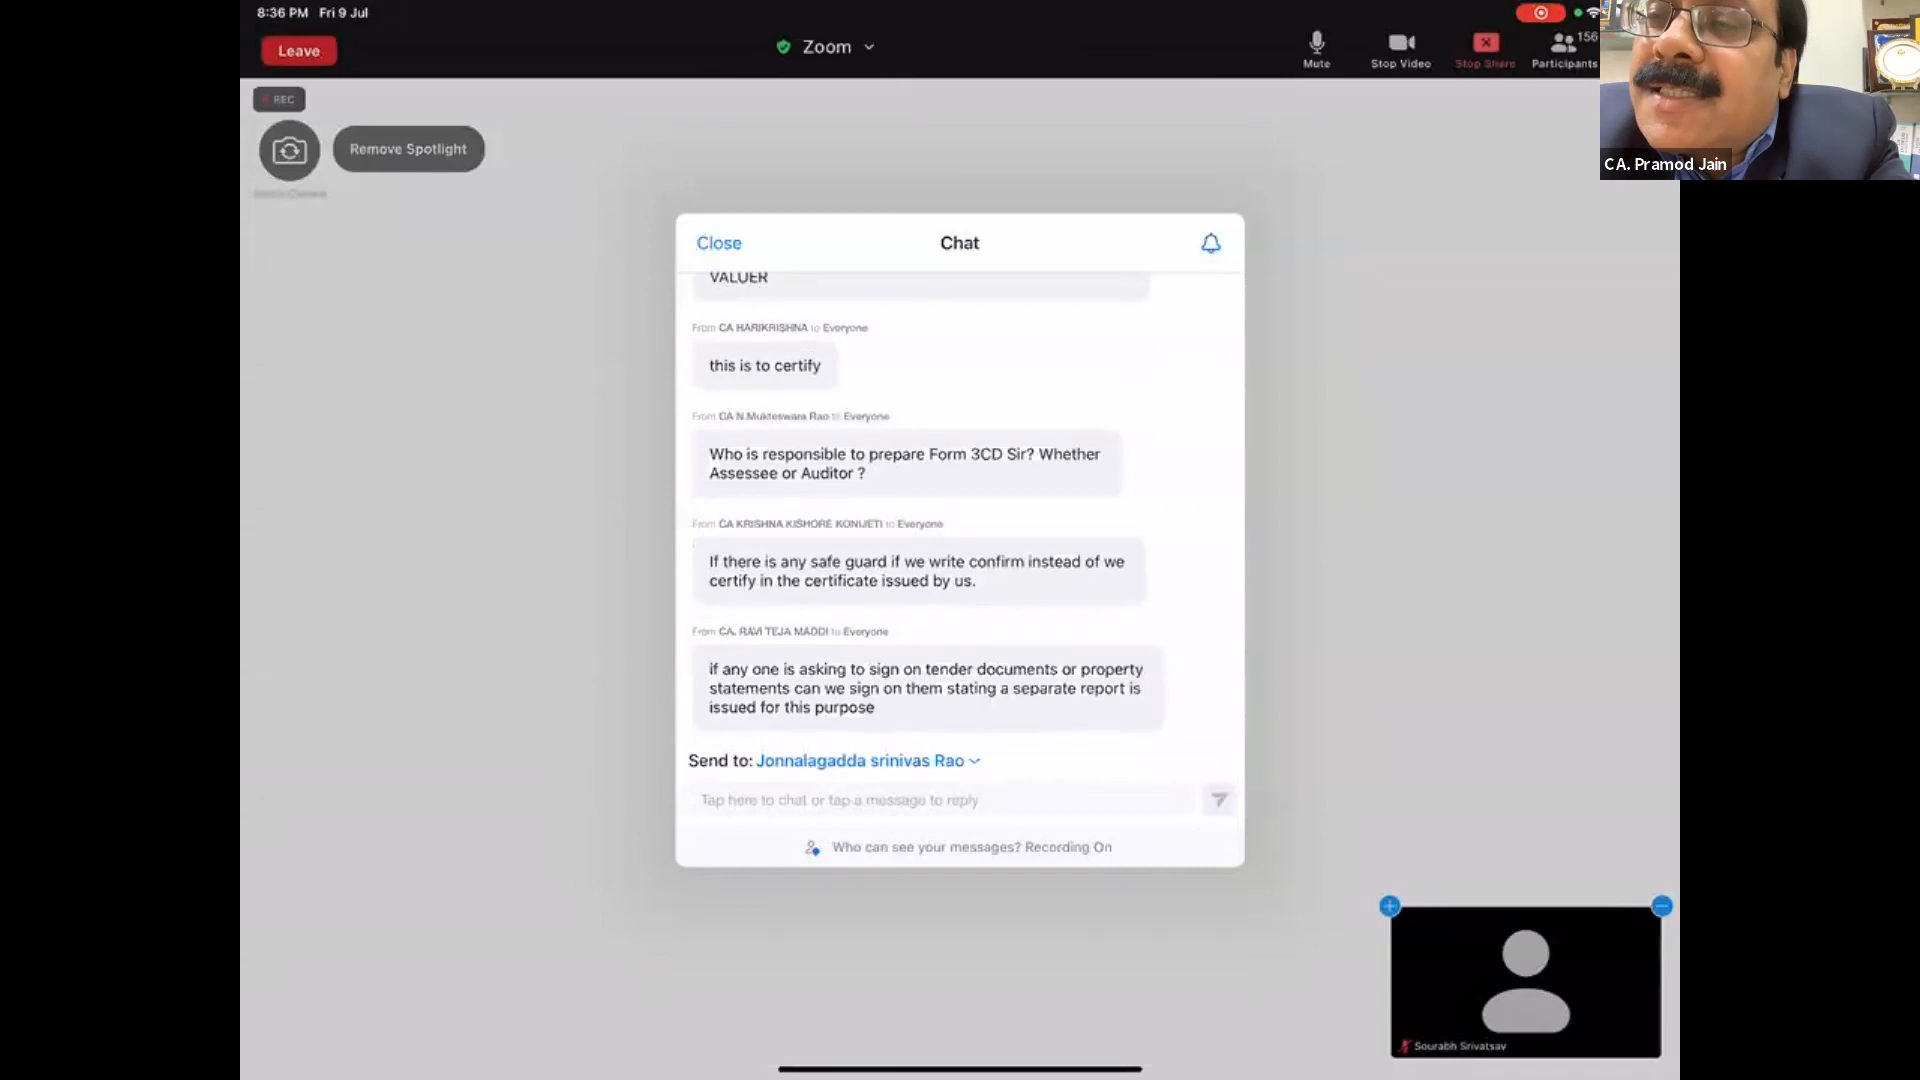 8:36 PM Fri 9 Jul
Leave
Zoom
Mute
Stop Video
Stop Share
156
Participants
CA. Pramod Jain
REC
Remove Spotlight
Close
Chat
VALUER
From CA HARIKRISHNA to Everyone
this is to certify
From CA N.Mukteswara Rao to Everyone
Who is responsible to prepare Form 3CD Sir? Whether
Assessee or Auditor ?
From CA KRISHNA KISHORE KONIJETI to Everyone
If there is any safe guard if we write confirm instead of we
certify in the certificate issued by us.
From CA. RAVI TEJA MADDI to Everyone
if any one is asking to sign on tender documents or property
statements can we sign on them stating a separate report is
issued for this purpose
Send to: Jonnalagadda srinivas Rao
Tap here to chat or tap a message to reply
Who can see your messages? Recording On
Sourabh Srivatsav